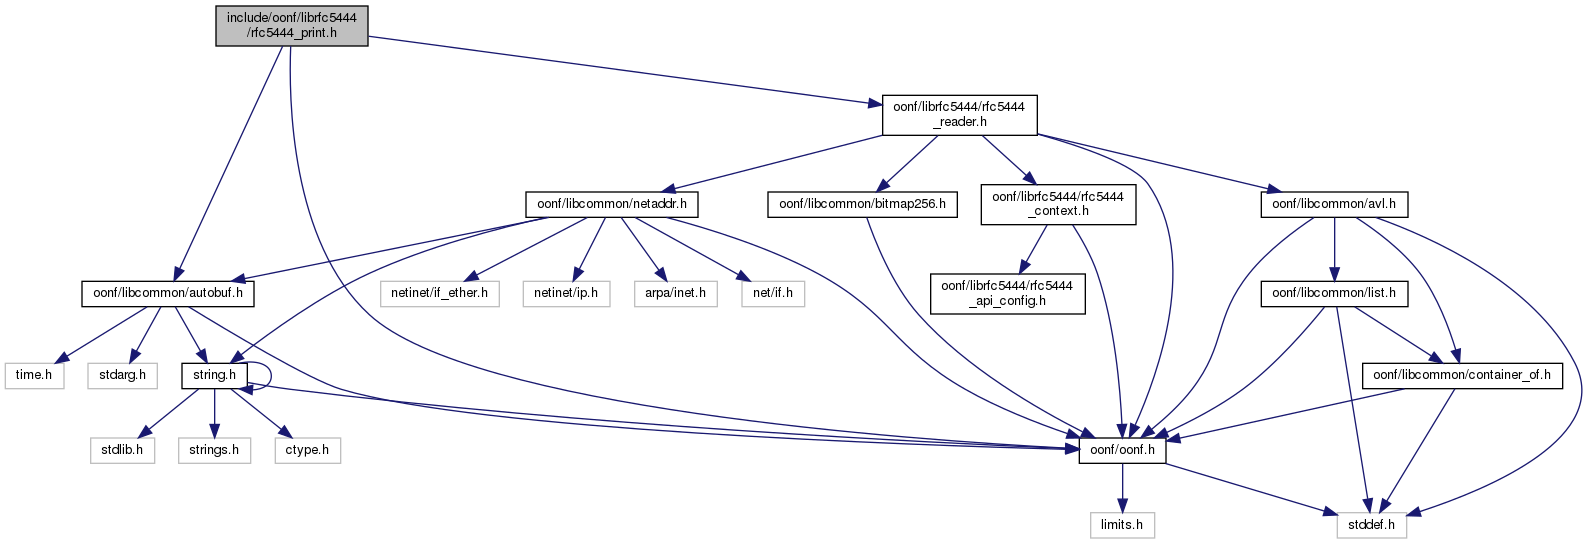 include/oonf/librfc5444
/rfc5444_print.h
oonf/librfc5444/rfc5444
_reader.h
oonf/libcommon/netaddr.h
oonf/libcommon/bitmap256.h
oonf/librfc5444/rfc5444
_context.h
oonf/libcommon/avl.h
oonf/libcommon/autobuf.h
netinet/if_ether.h
netinet/ip.h
arpa/inet.h
net/if.h
oonf/librfc5444/rfc5444
_api_config.h
oonf/libcommon/list.h
time.h
stdarg.h
string.h
oonf/libcommon/container_of.h
stdlib.h
strings.h
ctype.h
oonf/oonf.h
limits.h
stddef.h